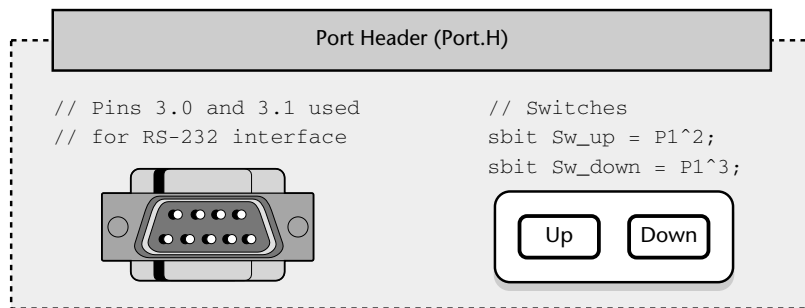 Port Header (Port.H)
// Pins 3.0 and 3.1 used
// for RS-232 interface
// Switches
sbit Sw_up = P1^2;
sbit Sw_down = P1^3;
Up
Down